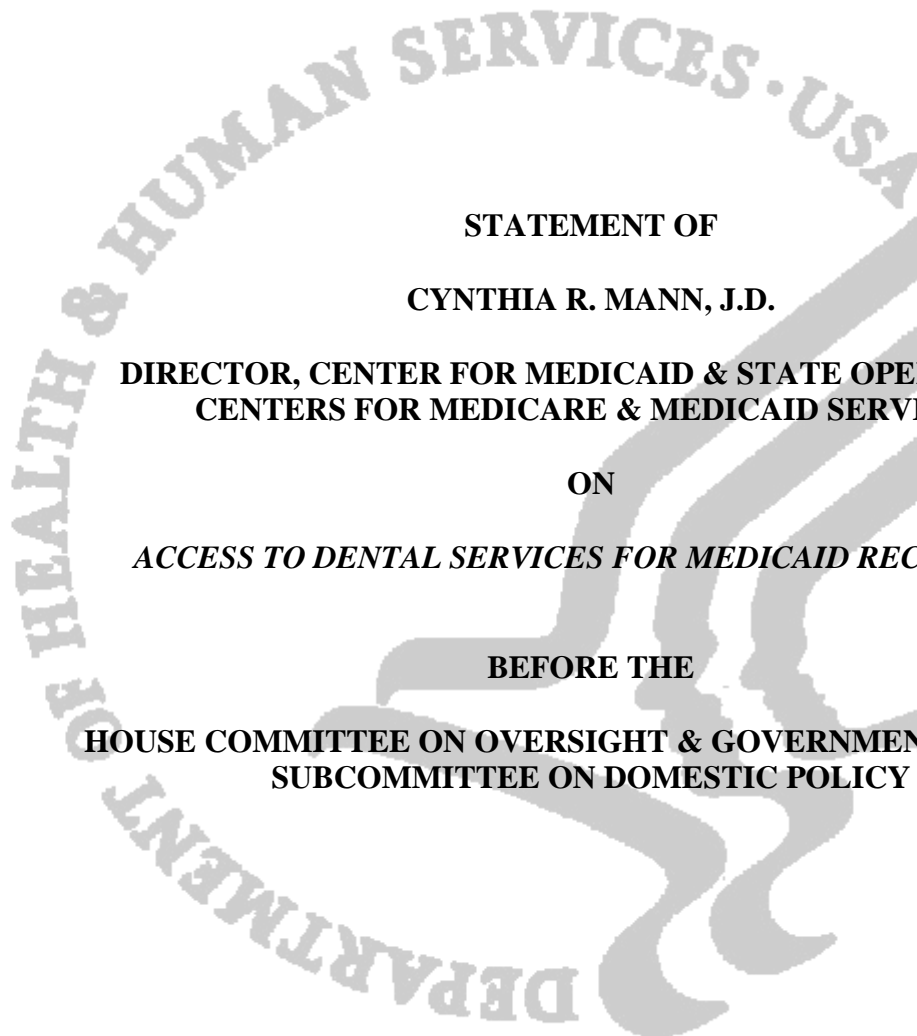 DEPARTMENT OF HEALTH & HUMAN SERVICES · USA
STATEMENT OF
CYNTHIA R. MANN, J.D.
DIRECTOR, CENTER FOR MEDICAID & STATE OPE
CENTERS FOR MEDICARE & MEDICAID SERV
ON
ACCESS TO DENTAL SERVICES FOR MEDICAID REC
BEFORE THE
HOUSE COMMITTEE ON OVERSIGHT & GOVERNMEN
SUBCOMMITTEE ON DOMESTIC POLICY